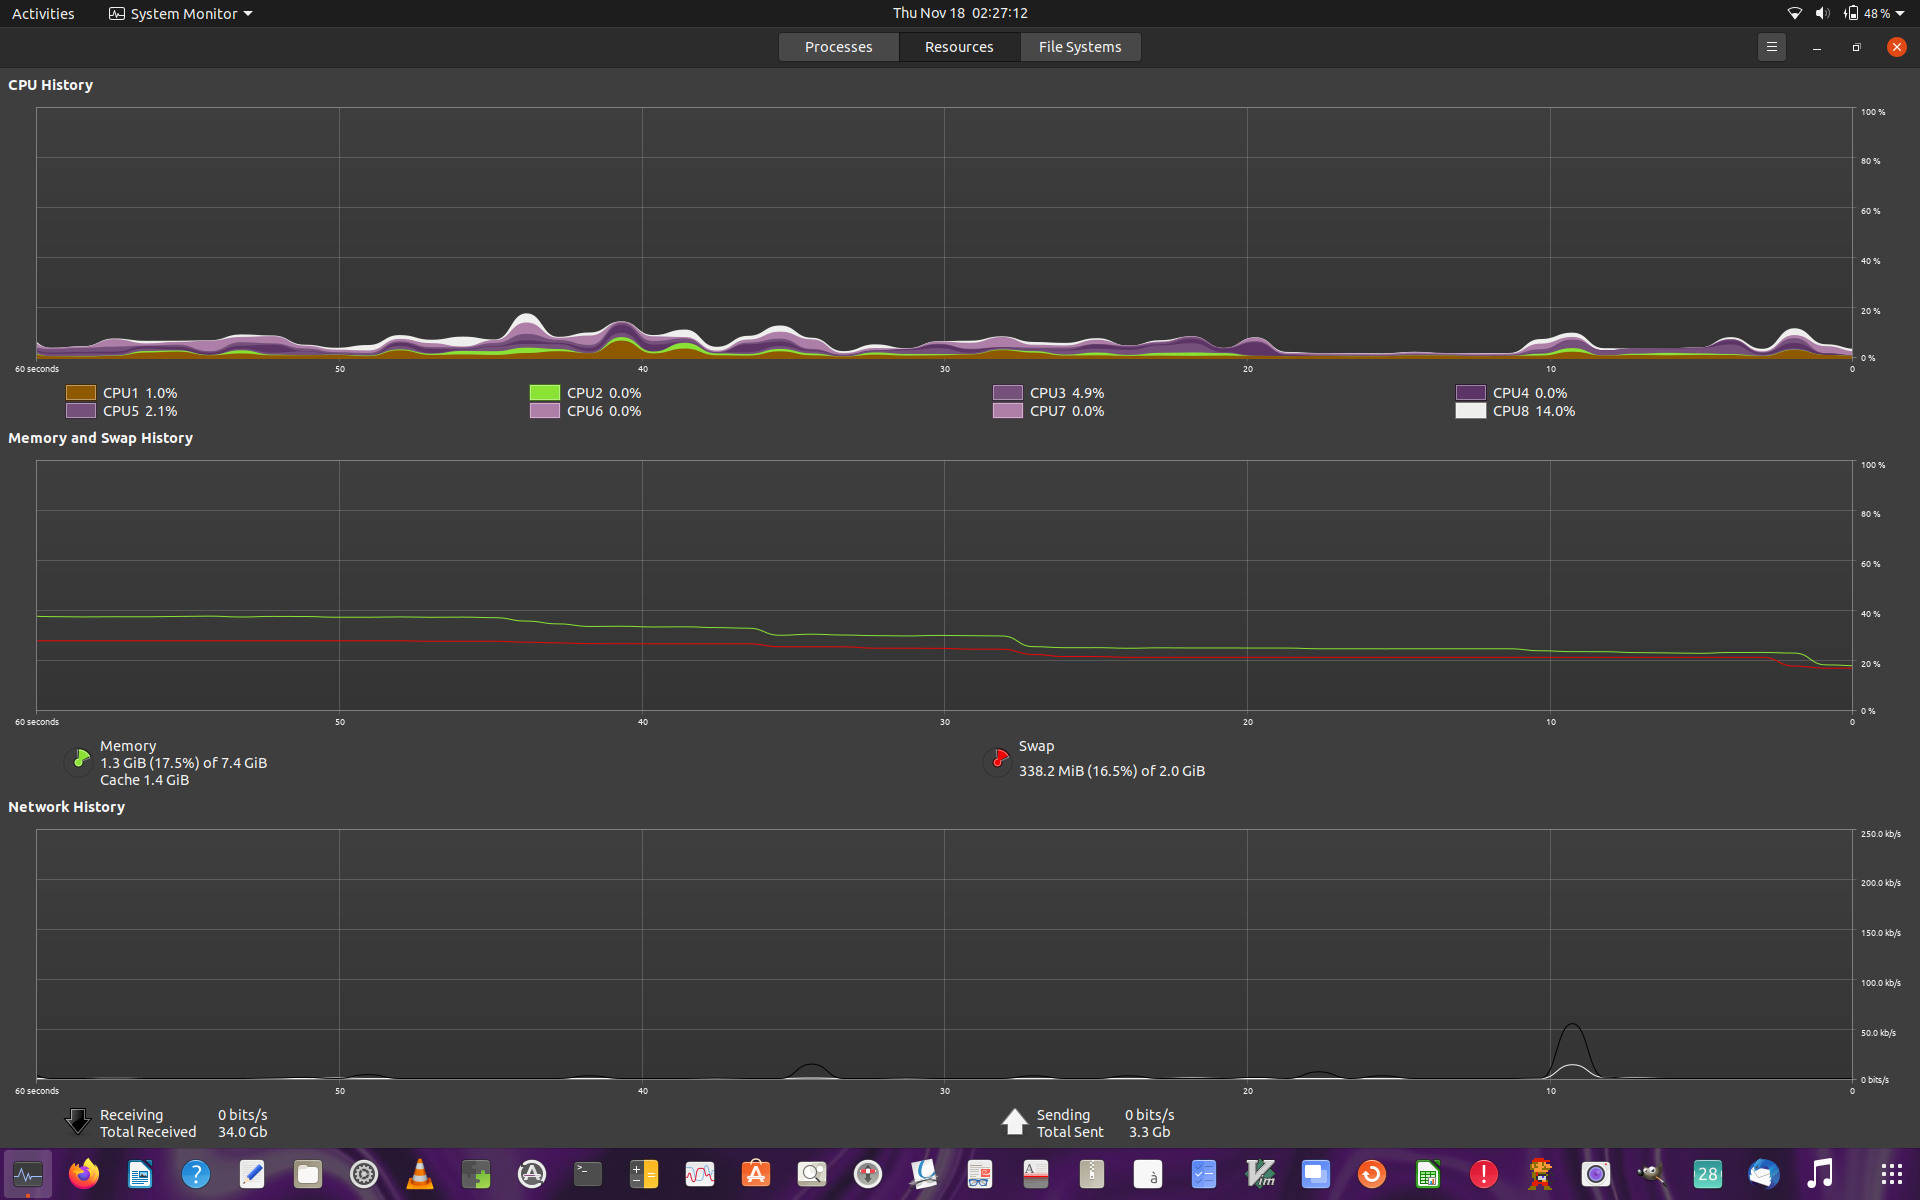 Activities System Monitor Thu Nov 18 02:27:12 48 %
Processes Resources File Systems
CPU History
100 %
80 %
60 %
40 %
20 %
0 %
60 seconds 50 40 30 20 10 0
CPU1 1.0% CPU2 0.0% CPU3 4.9% CPU4 0.0%
CPU5 2.1% CPU6 0.0% CPU7 0.0% CPU8 14.0%
Memory and Swap History
100 %
80 %
60 %
40 %
20 %
0 %
60 seconds 50 40 30 20 10 0
Memory
1.3 GiB (17.5%) of 7.4 GiB
Cache 1.4 GiB
Swap
338.2 MiB (16.5%) of 2.0 GiB
Network History
250.0 kb/s
200.0 kb/s
150.0 kb/s
100.0 kb/s
50.0 kb/s
0 bits/s
60 seconds 50 40 30 20 10 0
Receiving 0 bits/s
Total Received 34.0 Gb
Sending 0 bits/s
Total Sent 3.3 Gb
28